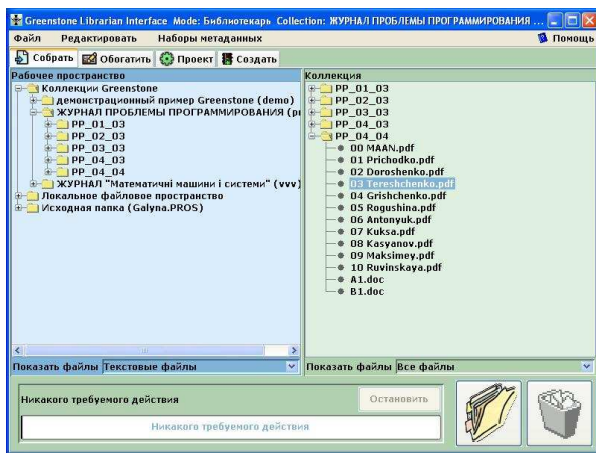 Greenstone Librarian Interface Mode: Библиотекарь Collection: ЖУРНАЛ ПРОБЛЕМЫ ПРОГРАММИРОВАНИЯ ...
Файл Редактировать Наборы метаданных Помощь
Собрать Обогатить Проект Создать
Рабочее пространство
Коллекции Greenstone
демонстрационный пример Greenstone (demo)
ЖУРНАЛ ПРОБЛЕМЫ ПРОГРАММИРОВАНИЯ
PP_01_03
PP_02_03
PP_03_03
PP_04_03
PP_04_04
ЖУРНАЛ "Математичні машини і системи" (vvv)
Локальное файловое пространство
Исходная папка (Galyna.PROS)
Показать файлы Текстовые файлы
Коллекция
PP_01_03
PP_02_03
PP_03_03
PP_04_03
PP_04_04
00 MAAN.pdf
01 Prichodko.pdf
02 Doroshenko.pdf
03 Tereshchenko.pdf
04 Grishchenko.pdf
05 Rogushina.pdf
06 Antonyuk.pdf
07 Kuksa.pdf
08 Kasyanov.pdf
09 Maksimey.pdf
10 Ruvinskaya.pdf
A1.doc
B1.doc
Показать файлы Все файлы
Никакого требуемого действия Остановить
Никакого требуемого действия